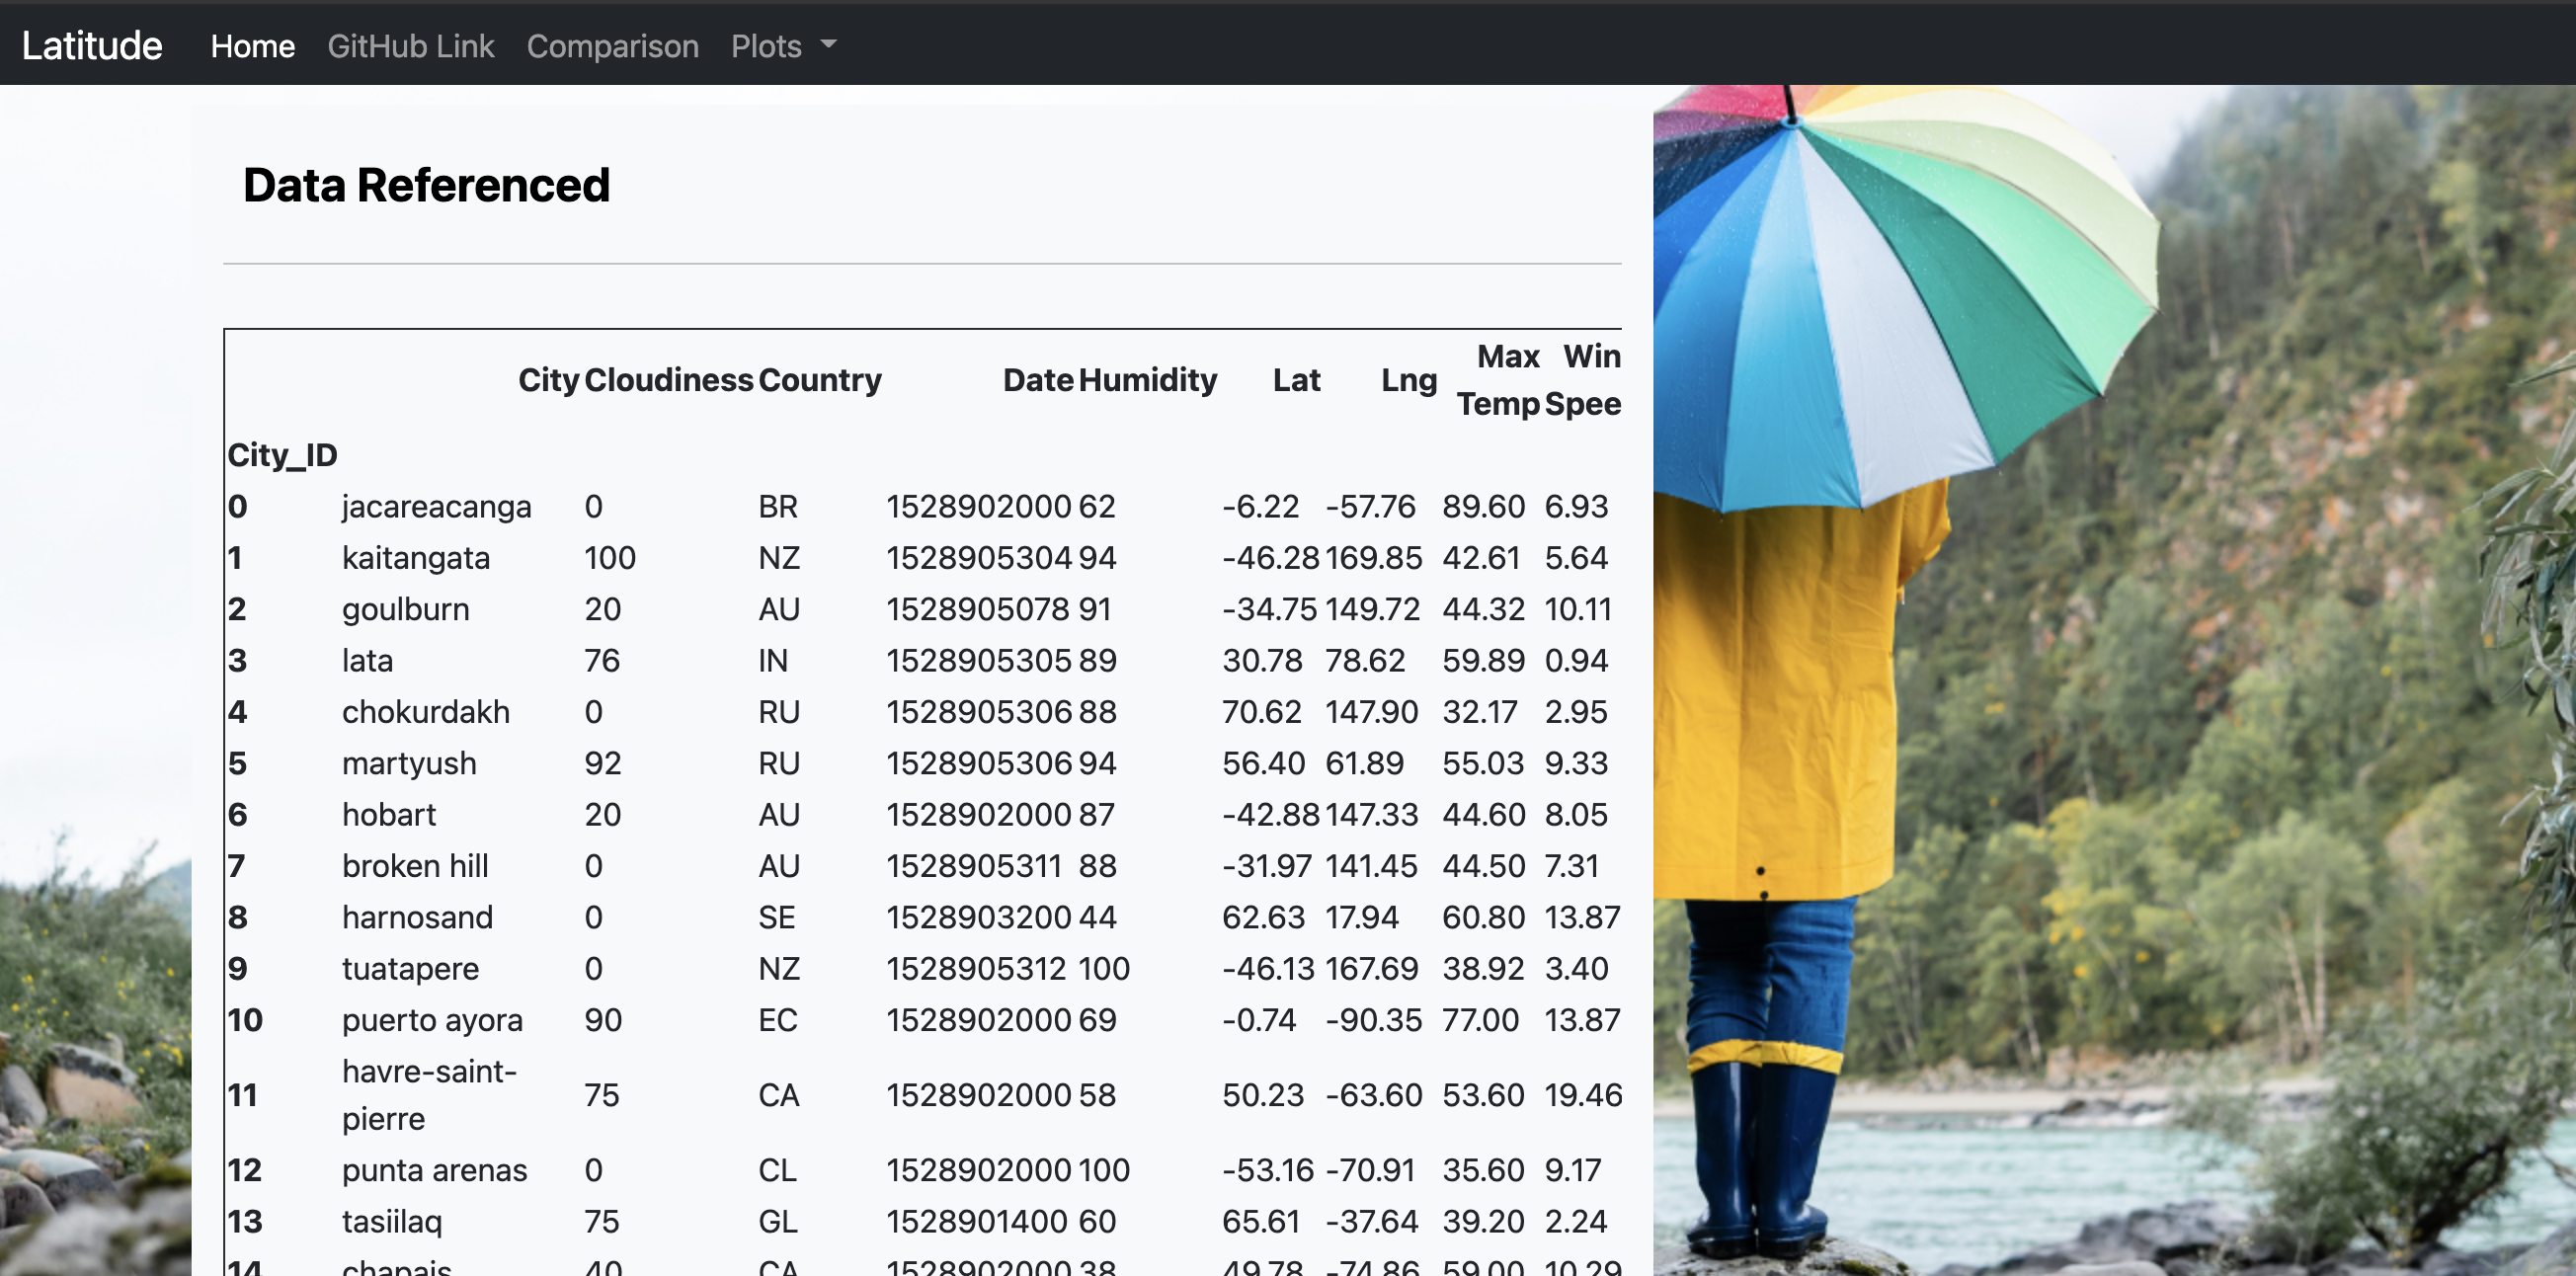 Latitude Home GitHub Link Comparison Plots
Data Referenced
City Cloudiness Country Date Humidity Lat Lng Max Temp Win Spee
City_ID
0 jacareacanga 0 BR 1528902000 62 -6.22 -57.76 89.60 6.93
1 kaitangata 100 NZ 1528905304 94 -46.28 169.85 42.61 5.64
2 goulburn 20 AU 1528905078 91 -34.75 149.72 44.32 10.11
3 lata 76 IN 1528905305 89 30.78 78.62 59.89 0.94
4 chokurdakh 0 RU 1528905306 88 70.62 147.90 32.17 2.95
5 martyush 92 RU 1528905306 94 56.40 61.89 55.03 9.33
6 hobart 20 AU 1528902000 87 -42.88 147.33 44.60 8.05
7 broken hill 0 AU 1528905311 88 -31.97 141.45 44.50 7.31
8 harnosand 0 SE 1528903200 44 62.63 17.94 60.80 13.87
9 tuatapere 0 NZ 1528905312 100 -46.13 167.69 38.92 3.40
10 puerto ayora 90 EC 1528902000 69 -0.74 -90.35 77.00 13.87
11 havre-saint-pierre 75 CA 1528902000 58 50.23 -63.60 53.60 19.46
12 punta arenas 0 CL 1528902000 100 -53.16 -70.91 35.60 9.17
13 tasiilaq 75 GL 1528901400 60 65.61 -37.64 39.20 2.24
14 chapais 40 CA 1528902000 38 49.78 -74.86 59.00 10.29